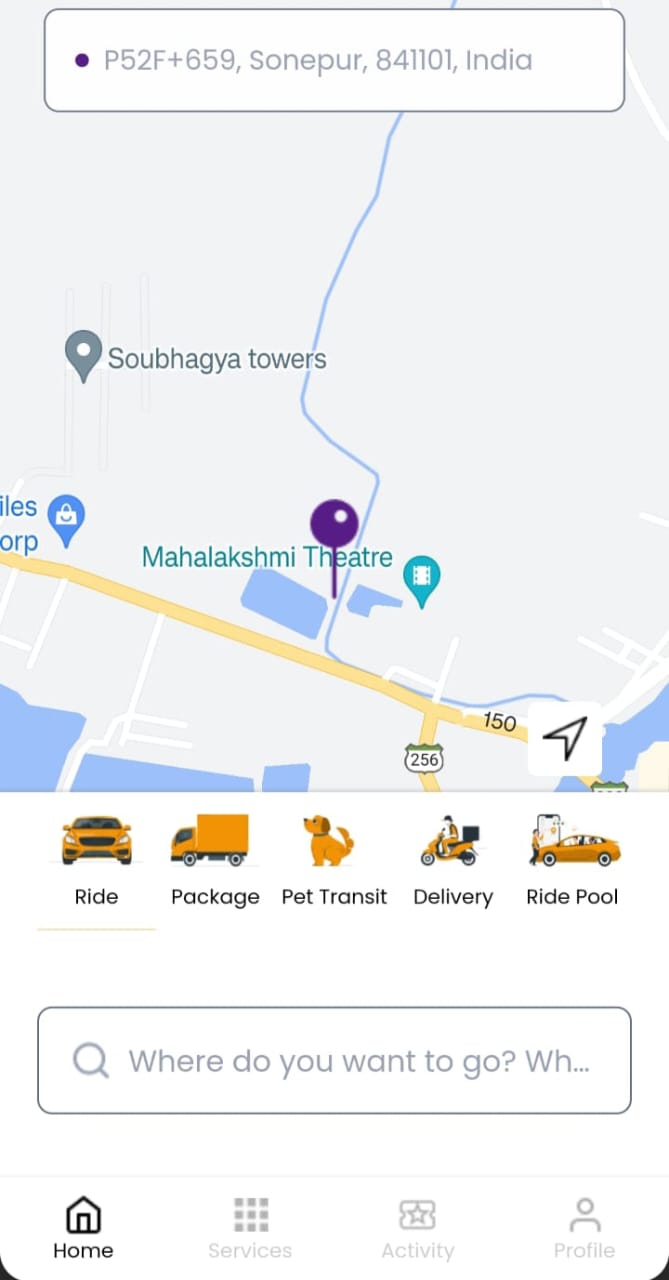 P52F+659, Sonepur, 841101, India
Soubhagya towers
iles
orp
Mahalakshmi Theatre
150
256
Ride
Package
Pet Transit
Delivery
Ride Pool
Where do you want to go? Wh...
Home
Services
Activity
Profile